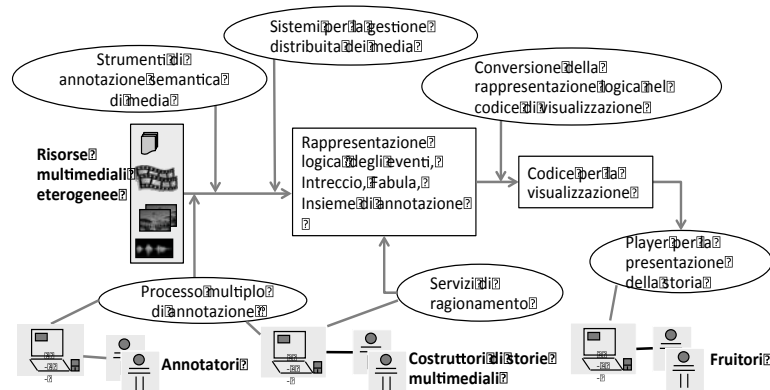 Sistemi per la gestione
distribuita dei media
Strumenti di
annotazione semantica
di media
Conversione della
rappresentazione logica nel
codice di visualizzazione
Risorse
multimediali
eterogenee
Rappresentazione
logica degli eventi,
Intreccio, Fabula,
Insieme di annotazione
Codice per la
visualizzazione
Player per la
presentazione
della storia
Processo multiplo
di annotazione
Servizi di
ragionamento
Annotatori
Costruttori di storie
multimediali
Fruitori